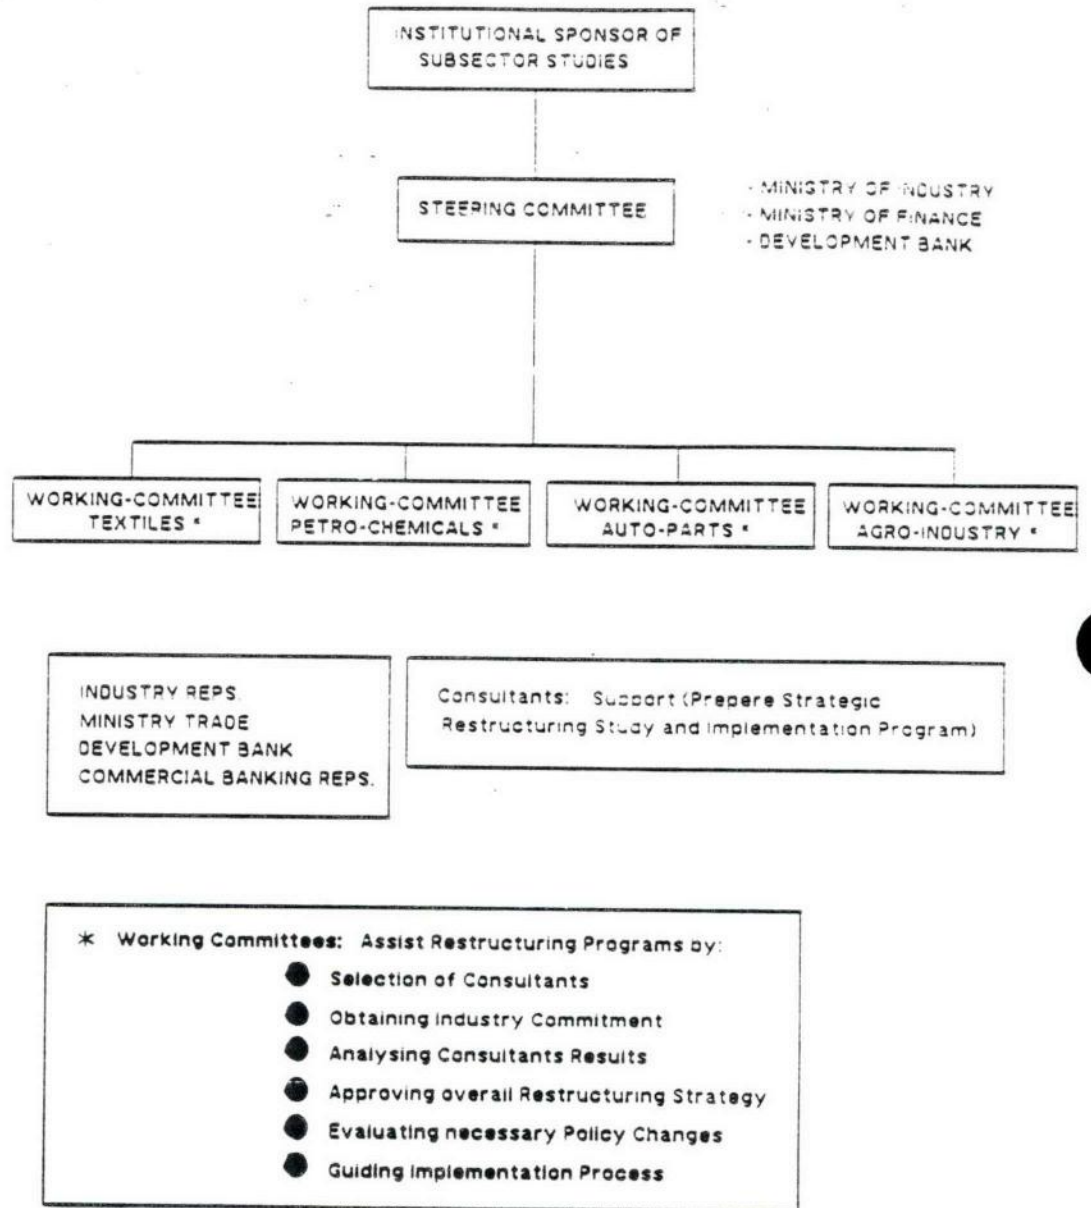 INSTITUTIONAL SPONSOR OF
SUBSECTOR STUDIES
STEERING COMMITTEE
- MINISTRY OF INDUSTRY
- MINISTRY OF FINANCE
- DEVELOPMENT BANK
WORKING-COMMITTEE
TEXTILES *
WORKING-COMMITTEE
PETRO-CHEMICALS *
WORKING-COMMITTEE
AUTO-PARTS *
WORKING-COMMITTEE
AGRO-INDUSTRY *
INDUSTRY REPS.
MINISTRY TRADE
DEVELOPMENT BANK
COMMERCIAL BANKING REPS.
Consultants: Support (Prepere Strategic
Restructuring Study and Implementation Program)
* Working Committees: Assist Restructuring Programs by:
● Selection of Consultants
● Obtaining Industry Commitment
● Analysing Consultants Results
● Approving overall Restructuring Strategy
● Evaluating necessary Policy Changes
● Guiding Implementation Process